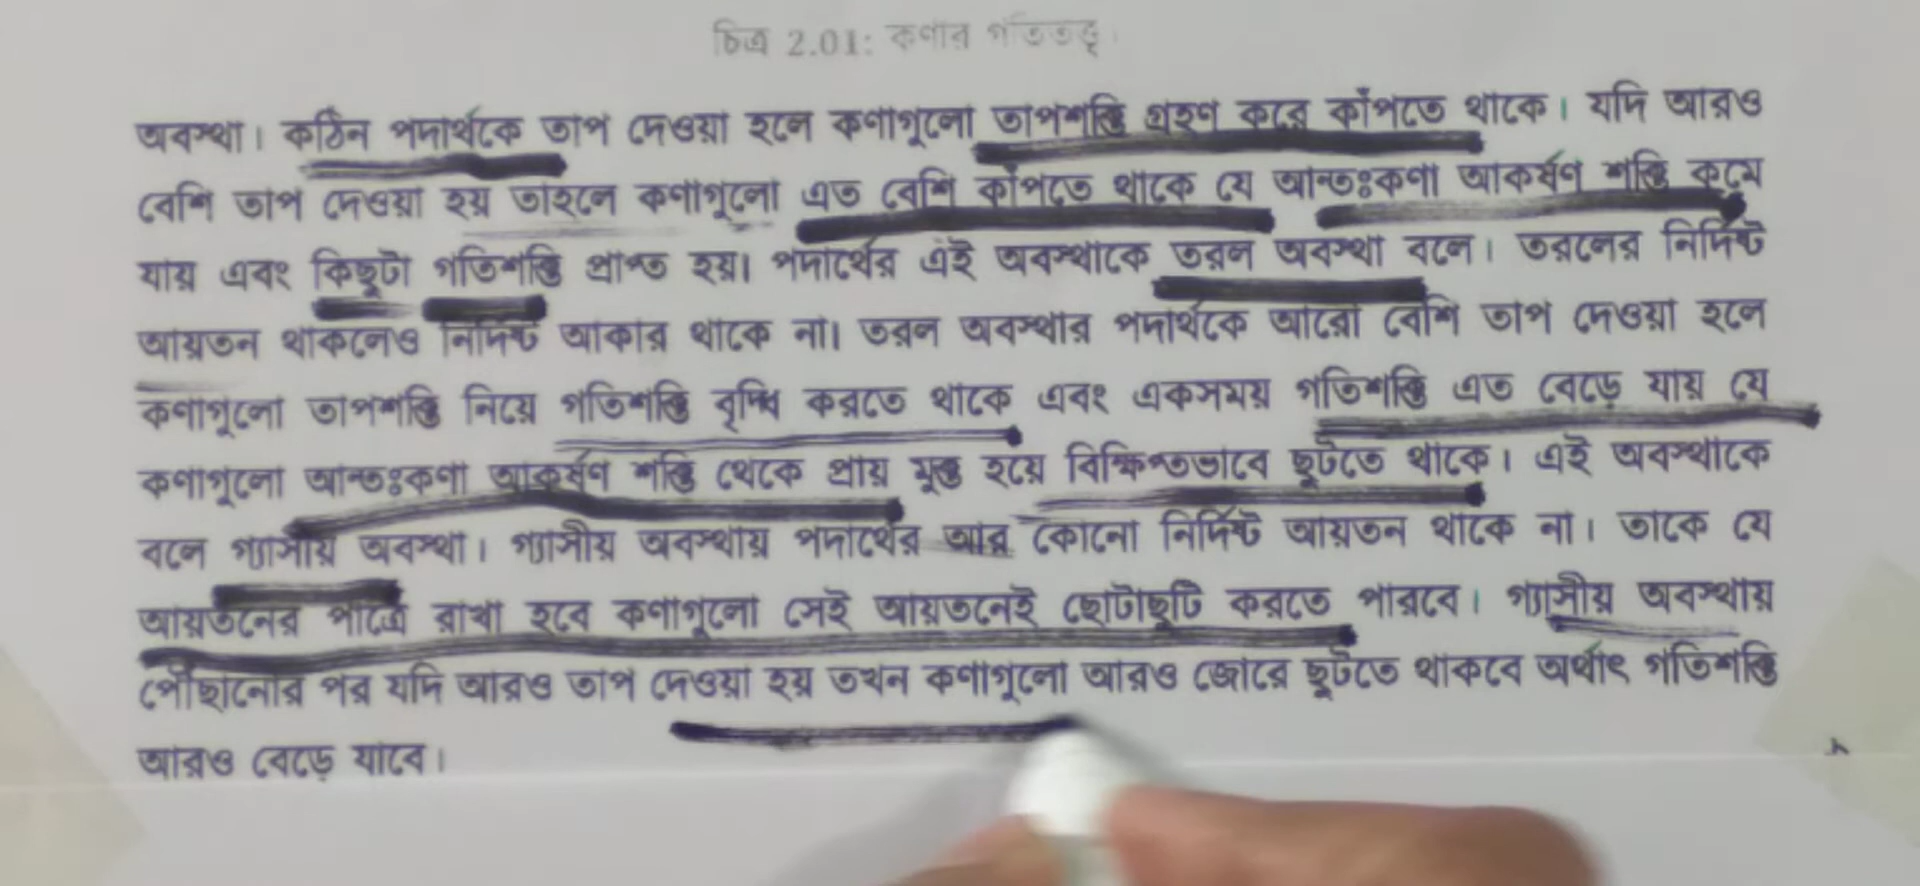 চিত্র 2.01: কণার গতিতত্ত্ব।
অবস্থা। কঠিন পদার্থকে তাপ দেওয়া হলে কণাগুলো তাপশক্তি গ্রহণ করে কাঁপতে থাকে। যদি আরও
বেশি তাপ দেওয়া হয় তাহলে কণাগুলো এত বেশি কাঁপতে থাকে যে আন্তঃকণা আকর্ষণ শক্তি কমে
যায় এবং কিছুটা গতিশক্তি প্রাপ্ত হয়। পদার্থের এই অবস্থাকে তরল অবস্থা বলে। তরলের নির্দিষ্ট
আয়তন থাকলেও নির্দিষ্ট আকার থাকে না। তরল অবস্থার পদার্থকে আরো বেশি তাপ দেওয়া হলে
কণাগুলো তাপশক্তি নিয়ে গতিশক্তি বৃদ্ধি করতে থাকে এবং একসময় গতিশক্তি এত বেড়ে যায় যে
কণাগুলো আন্তঃকণা আকর্ষণ শক্তি থেকে প্রায় মুক্ত হয়ে বিক্ষিপ্তভাবে ছুটতে থাকে। এই অবস্থাকে
বলে গ্যাসীয় অবস্থা। গ্যাসীয় অবস্থায় পদার্থের আর কোনো নির্দিষ্ট আয়তন থাকে না। তাকে যে
আয়তনের পাত্রে রাখা হবে কণাগুলো সেই আয়তনেই ছোটাছুটি করতে পারবে। গ্যাসীয় অবস্থায়
পৌঁছানোর পর যদি আরও তাপ দেওয়া হয় তখন কণাগুলো আরও জোরে ছুটতে থাকবে অর্থাৎ গতিশক্তি
আরও বেড়ে যাবে।